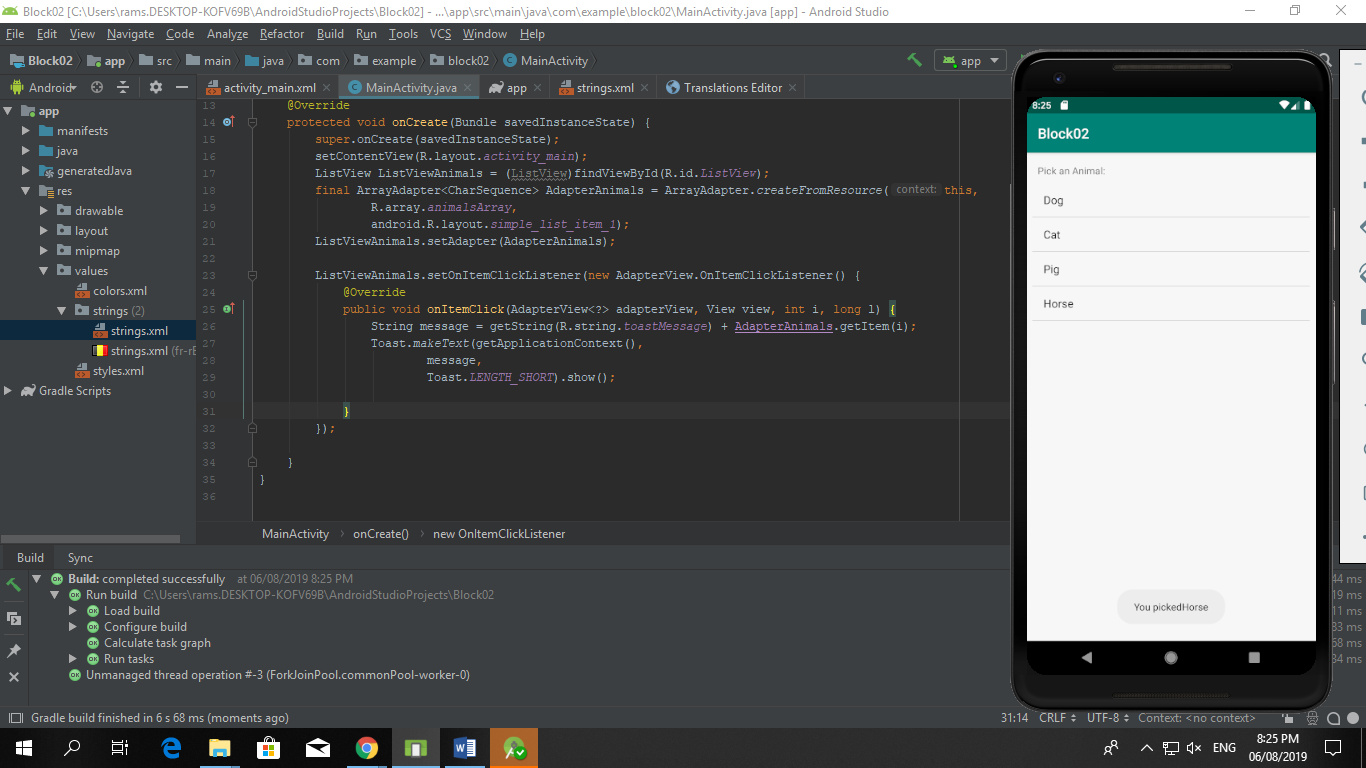 Block02 [C:\Users\rams.DESKTOP-KOFV69B\AndroidStudioProjects\Block02] - ...\app\src\main\java\com\example\block02\MainActivity.java [app] - Android Studio
File Edit View Navigate Code Analyze Refactor Build Run Tools VCS Window Help
Block02 app src main java com example block02 MainActivity app
Android activity_main.xml MainActivity.java app strings.xml Translations Editor
app
manifests
java
generatedJava
res
drawable
layout
mipmap
values
colors.xml
strings (2)
strings.xml
strings.xml
styles.xml
Gradle Scripts
13 @Override
14 protected void onCreate(Bundle savedInstanceState) {
15 super.onCreate(savedInstanceState);
16 setContentView(R.layout.activity_main);
17 ListView ListViewAnimals = (ListView)findViewById(R.id.ListView);
18 final ArrayAdapter<CharSequence> AdapterAnimals = ArrayAdapter.createFromResource( context: this,
19 R.array.animalsArray,
20 android.R.layout.simple_list_item_1);
21 ListViewAnimals.setAdapter(AdapterAnimals);
22
23 ListViewAnimals.setOnItemClickListener(new AdapterView.OnItemClickListener() {
24 @Override
25 public void onItemClick(AdapterView<?> adapterView, View view, int i, long l) {
26 String message = getString(R.string.toastMessage) + AdapterAnimals.getItem(i);
27 Toast.makeText(getApplicationContext(),
28 message,
29 Toast.LENGTH_SHORT).show();
30
31 }
32 });
33
34 }
35 }
36
MainActivity onCreate() new OnItemClickListener
8:25
Block02
Pick an Animal:
Dog
Cat
Pig
Horse
You pickedHorse
Build Sync
Build: completed successfully at 06/08/2019 8:25 PM
Run build C:\Users\rams.DESKTOP-KOFV69B\AndroidStudioProjects\Block02
Load build
Configure build
Calculate task graph
Run tasks
Unmanaged thread operation #-3 (ForkJoinPool.commonPool-worker-0)
44 ms
19 ms
11 ms
33 ms
68 ms
34 ms
Gradle build finished in 6 s 68 ms (moments ago) 31:14 CRLF UTF-8 Context: <no context>
ENG 8:25 PM
06/08/2019